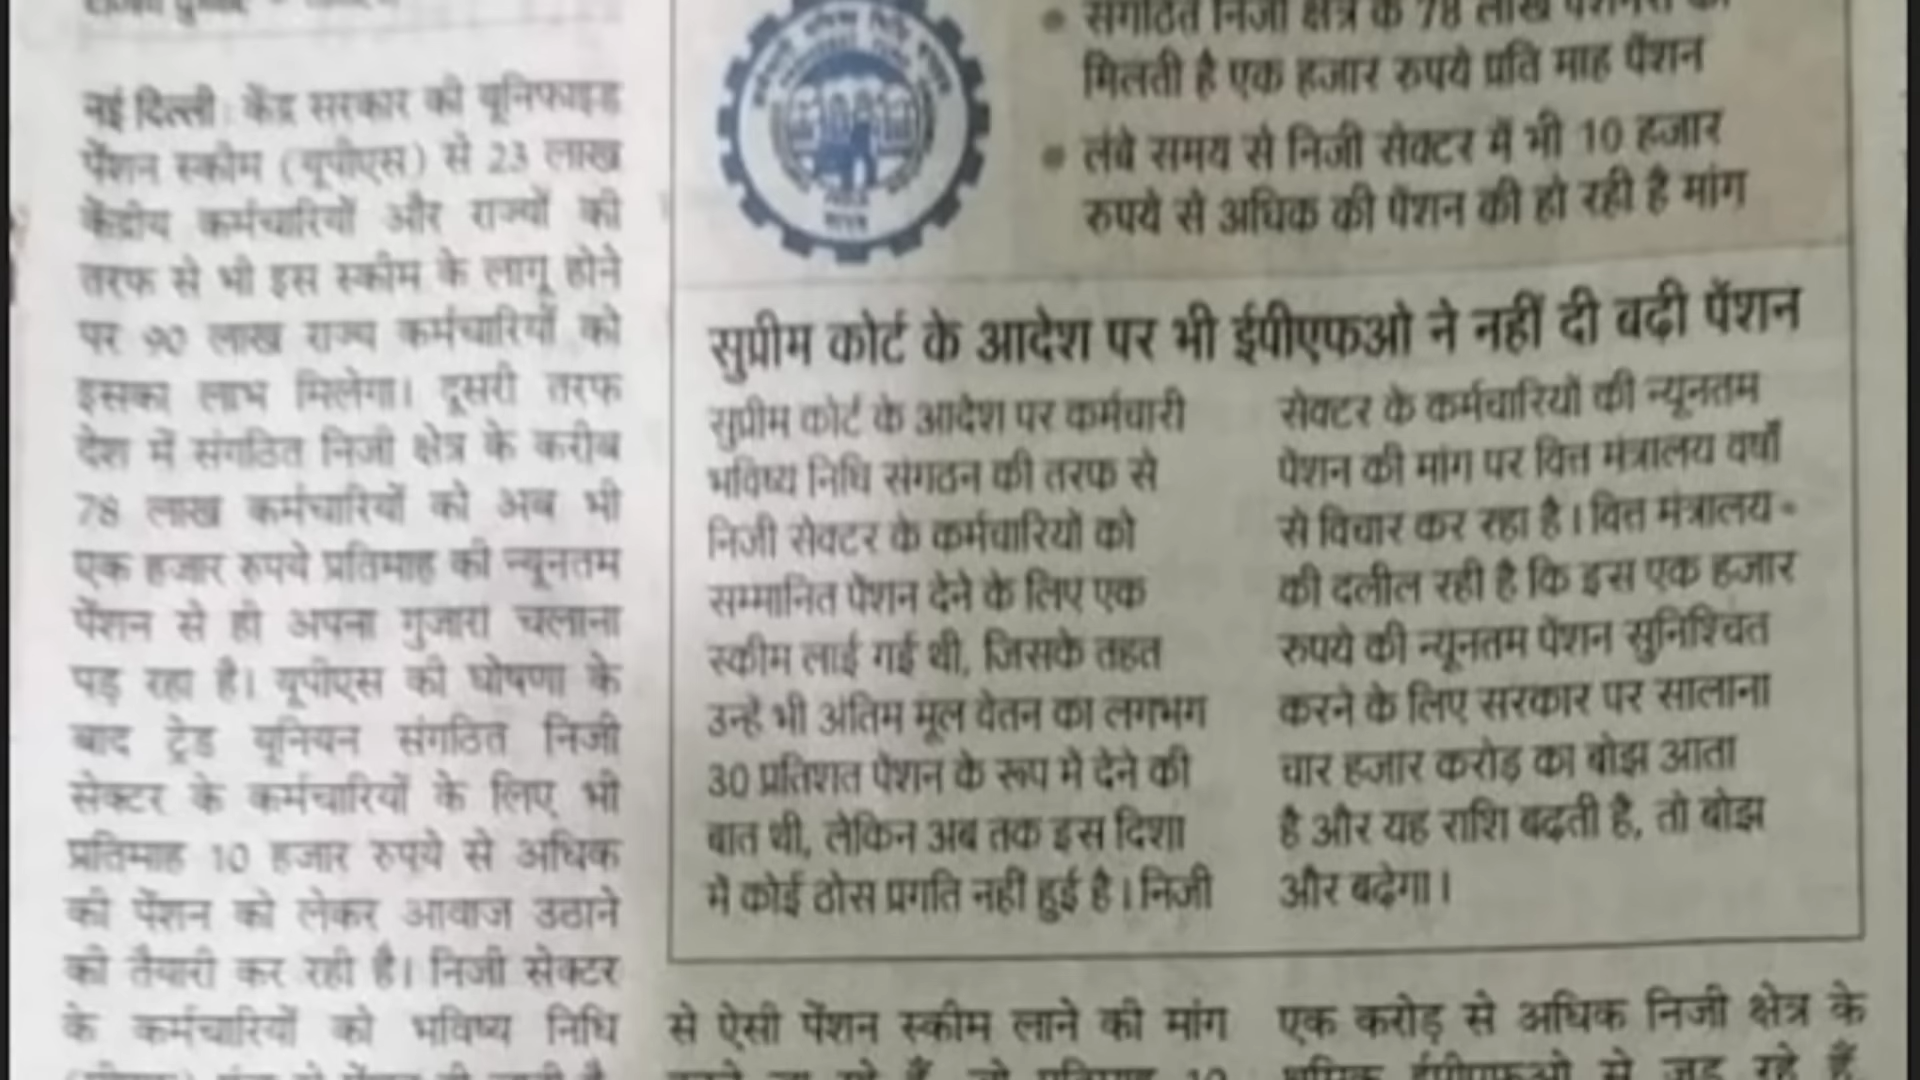 नई दिल्ली: केंद्र सरकार की यूनिफाइड
पेंशन स्कीम (यूपीएस) से 23 लाख
केंद्रीय कर्मचारियों और राज्यों की
तरफ से भी इस स्कीम के लागू होने
पर 90 लाख राज्य कर्मचारियों को
इसका लाभ मिलेगा। दूसरी तरफ
देश में संगठित निजी क्षेत्र के करीब
78 लाख कर्मचारियों को अब भी
एक हजार रुपये प्रतिमाह की न्यूनतम
पेंशन से ही अपना गुजारा चलाना
पड़ रहा है। यूपीएस की घोषणा के
बाद ट्रेड यूनियन संगठित निजी
सेक्टर के कर्मचारियों के लिए भी
प्रतिमाह 10 हजार रुपये से अधिक
की पेंशन को लेकर आवाज उठाने
की तैयारी कर रही है। निजी सेक्टर
के कर्मचारियों को भविष्य निधि
संगठित निजी क्षेत्र के 78 लाख
मिलती है एक हजार रुपये प्रति माह पेंशन
लंबे समय से निजी सेक्टर में भी 10 हजार
रुपये से अधिक की पेंशन की हो रही है मांग
सुप्रीम कोर्ट के आदेश पर भी ईपीएफओ ने नहीं दी बढ़ी पेंशन
सुप्रीम कोर्ट के आदेश पर कर्मचारी
भविष्य निधि संगठन की तरफ से
निजी सेक्टर के कर्मचारियों को
सम्मानित पेंशन देने के लिए एक
स्कीम लाई गई थी, जिसके तहत
उन्हें भी अंतिम मूल वेतन का लगभग
30 प्रतिशत पेंशन के रूप में देने की
बात थी, लेकिन अब तक इस दिशा
में कोई ठोस प्रगति नहीं हुई है। निजी
सेक्टर के कर्मचारियों की न्यूनतम
पेंशन की मांग पर वित्त मंत्रालय वर्षों
से विचार कर रहा है। वित्त मंत्रालय
की दलील रही है कि इस एक हजार
रुपये की न्यूनतम पेंशन सुनिश्चित
करने के लिए सरकार पर सालाना
चार हजार करोड़ का बोझ आता
है और यह राशि बढ़ती है, तो बोझ
और बढ़ेगा।
से ऐसी पेंशन स्कीम लाने की मांग
एक करोड़ से अधिक निजी क्षेत्र के